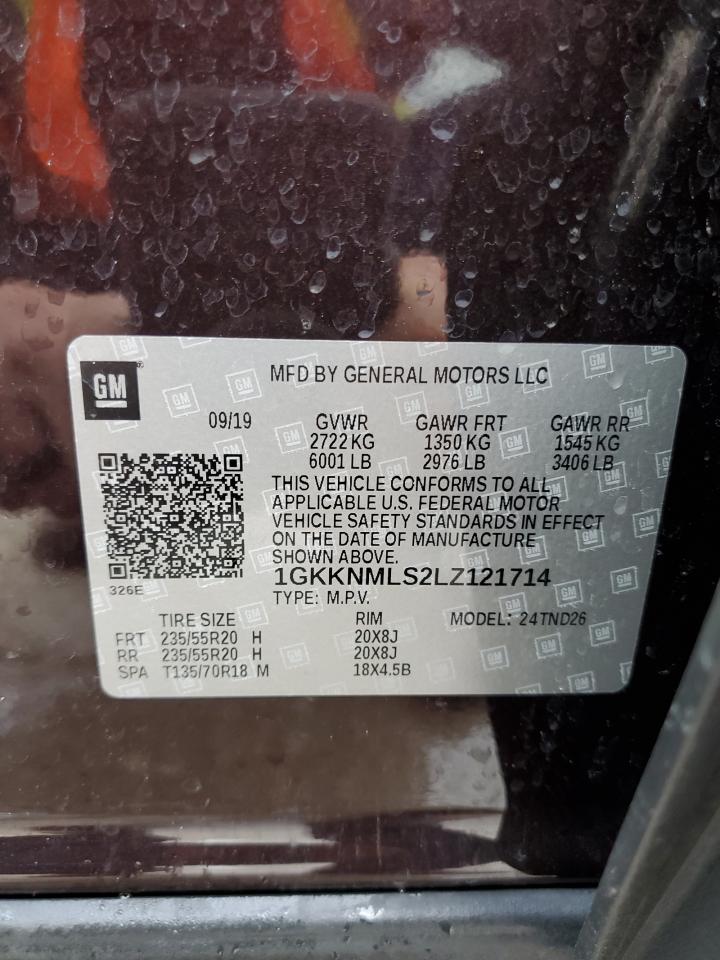 GM
MFD BY GENERAL MOTORS LLC
09/19 GVWR GAWR FRT GAWR RR
2722 KG 1350 KG 1545 KG
6001 LB 2976 LB 3406 LB
THIS VEHICLE CONFORMS TO ALL
APPLICABLE U.S. FEDERAL MOTOR
VEHICLE SAFETY STANDARDS IN EFFECT
ON THE DATE OF MANUFACTURE
SHOWN ABOVE.
1GKKNMLS2LZ121714
326E
TYPE: M.P.V.
TIRE SIZE RIM MODEL: 24TND26
FRT 235/55R20 H 20X8J
RR 235/55R20 H 20X8J
SPA T135/70R18 M 18X4.5B